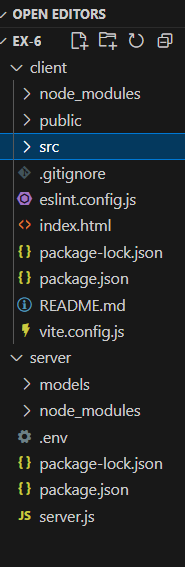 OPEN EDITORS
EX-6
client
node_modules
public
src
.gitignore
eslint.config.js
index.html
package-lock.json
package.json
README.md
vite.config.js
server
models
node_modules
.env
package-lock.json
package.json
JS server.js